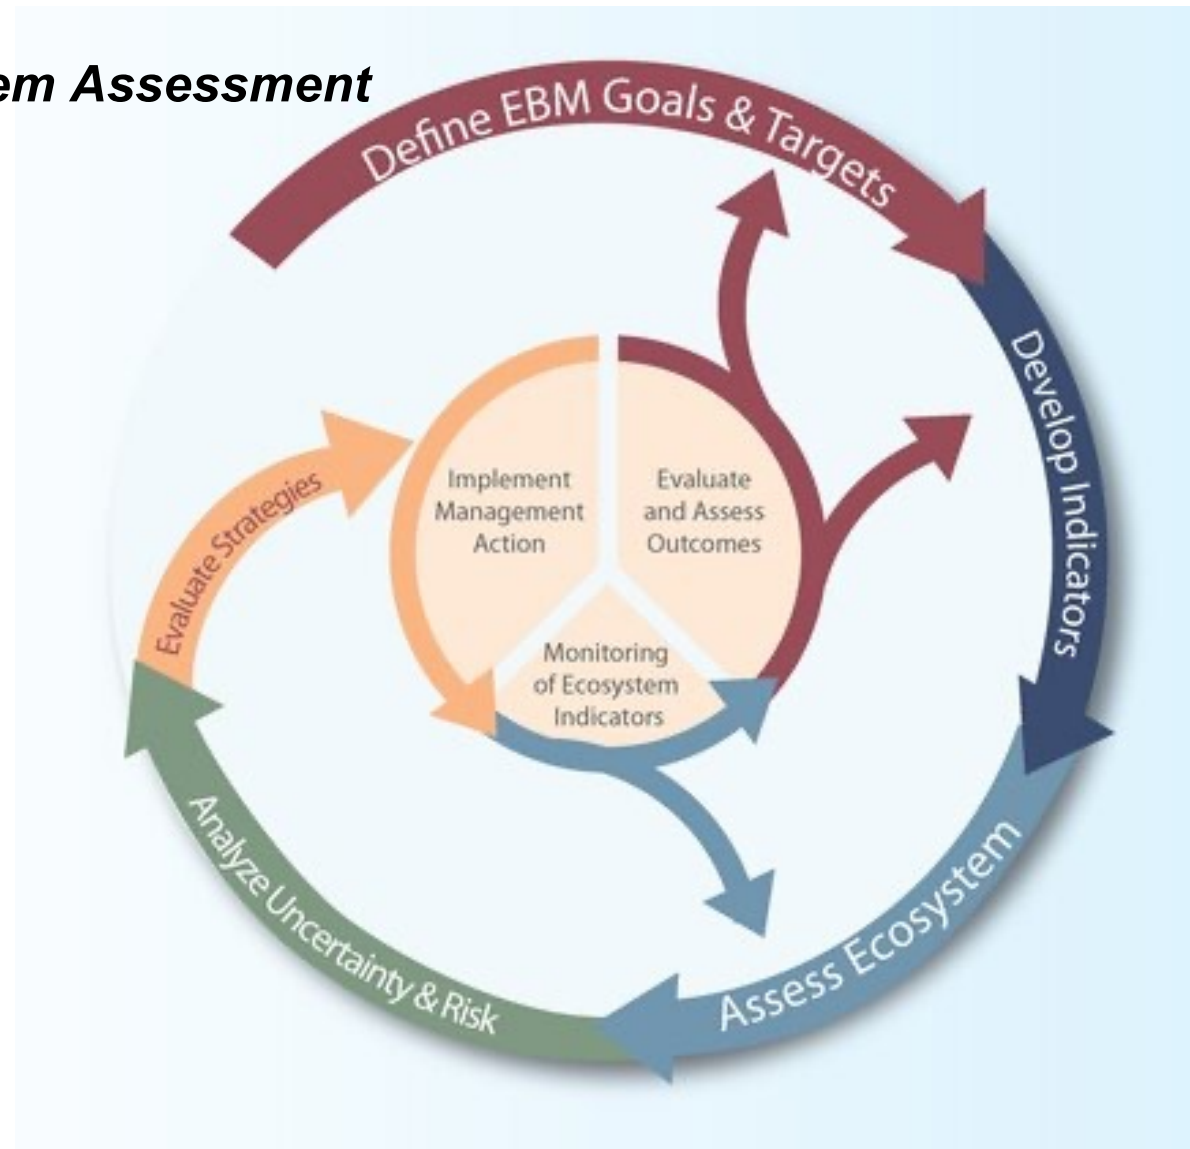 em Assessment
Define EBM Goals & Targets
Develop Indicators
Assess Ecosystem
Analyze Uncertainty & Risk
Evaluate Strategies
Implement
Management
Action
Evaluate
and Assess
Outcomes
Monitoring
of Ecosystem
Indicators